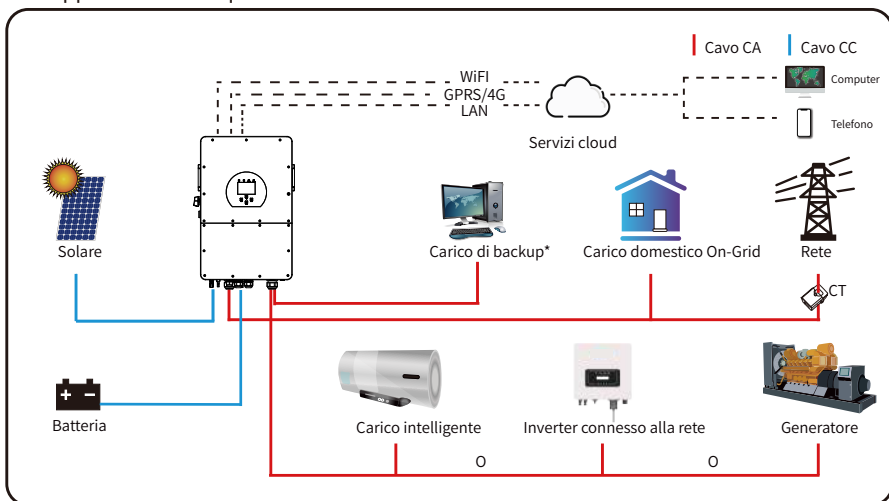 Cavo CA
Cavo CC
WiFI
GPRS/4G
LAN
Computer
Telefono
Servizi cloud
Solare
Carico di backup*
Carico domestico On-Grid
Rete
CT
Batteria
Carico intelligente
Inverter connesso alla rete
Generatore
O
O